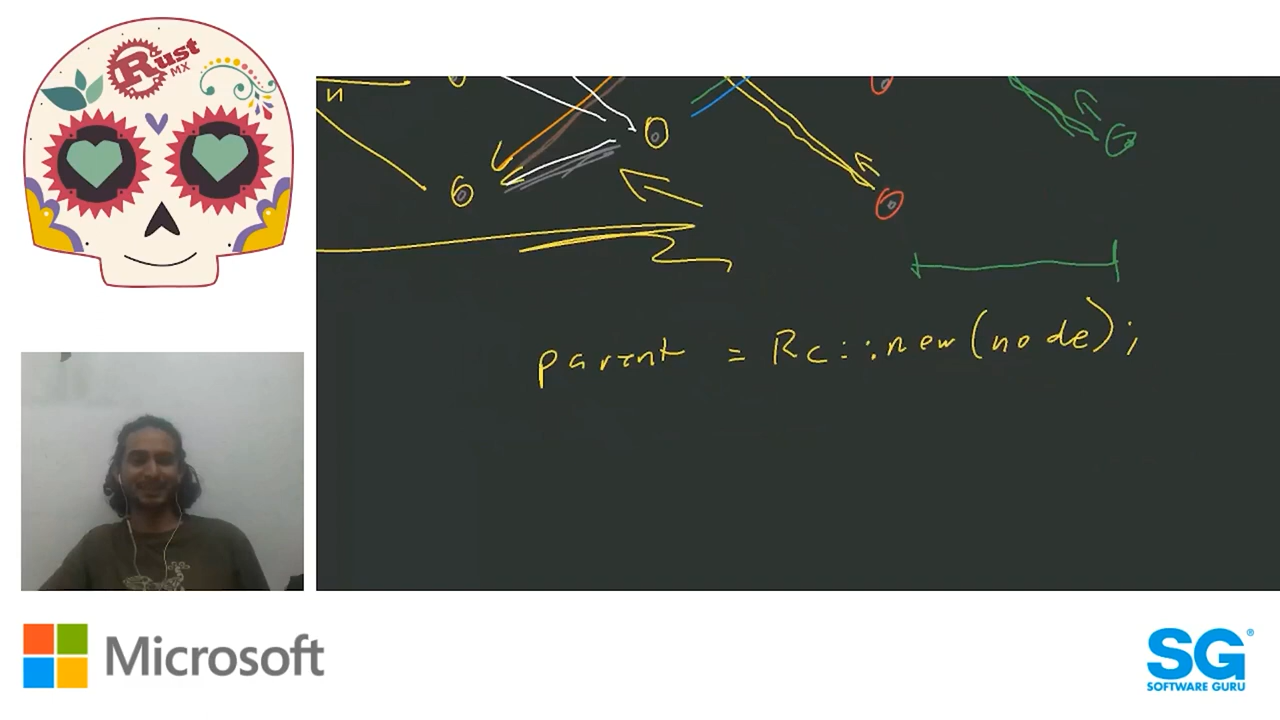 Rust
MX
n
parent = Rc::new(node);
Microsoft
SG
SOFTWARE GURU